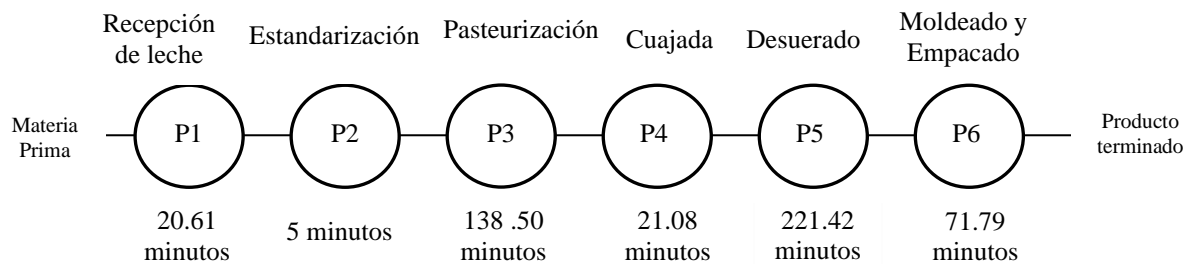 Recepción
de leche
Estandarización
Pasteurización
Cuajada
Desuerado
Moldeado y
Empacado
Materia
Prima
P1
P2
P3
P4
P5
P6
Producto
terminado
20.61
minutos
5 minutos
138 .50
minutos
21.08
minutos
221.42
minutos
71.79
minutos